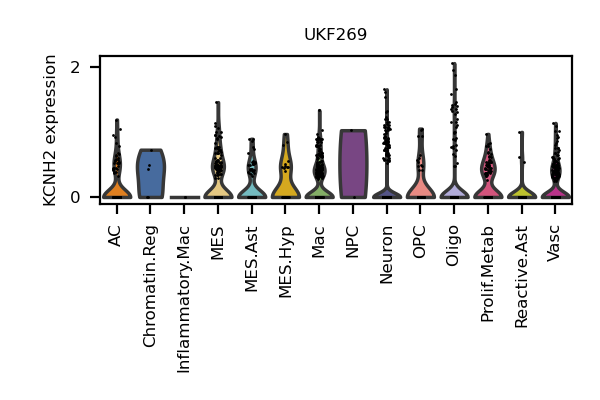 UKF269
KCNH2 expression
2
0
AC
Chromatin.Reg
Inflammatory.Mac
MES
MES.Ast
MES.Hyp
Mac
NPC
Neuron
OPC
Oligo
Prolif.Metab
Reactive.Ast
Vasc